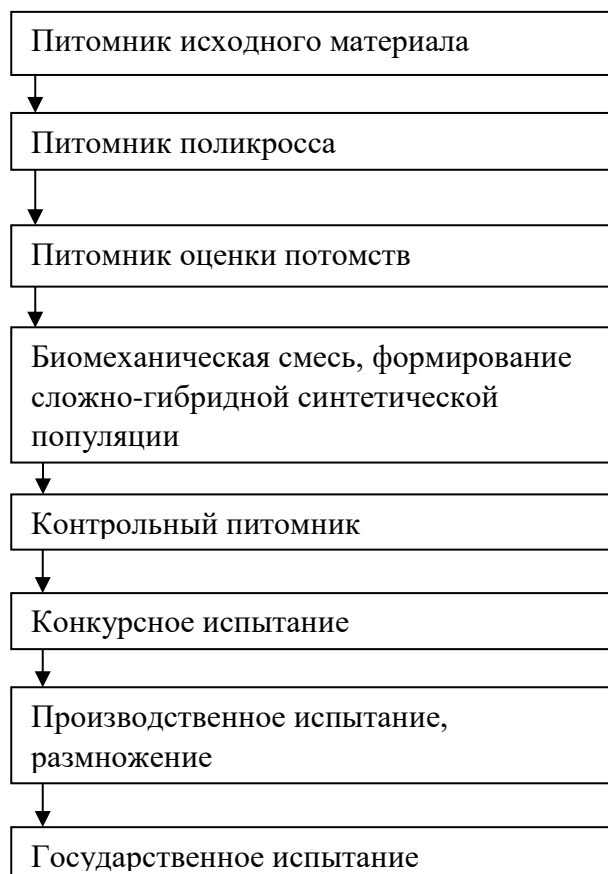 Питомник исходного материала
Питомник поликросса
Питомник оценки потомств
Биомеханическая смесь, формирование
сложно-гибридной синтетической
популяции
Контрольный питомник
Конкурсное испытание
Производственное испытание,
размножение
Государственное испытание